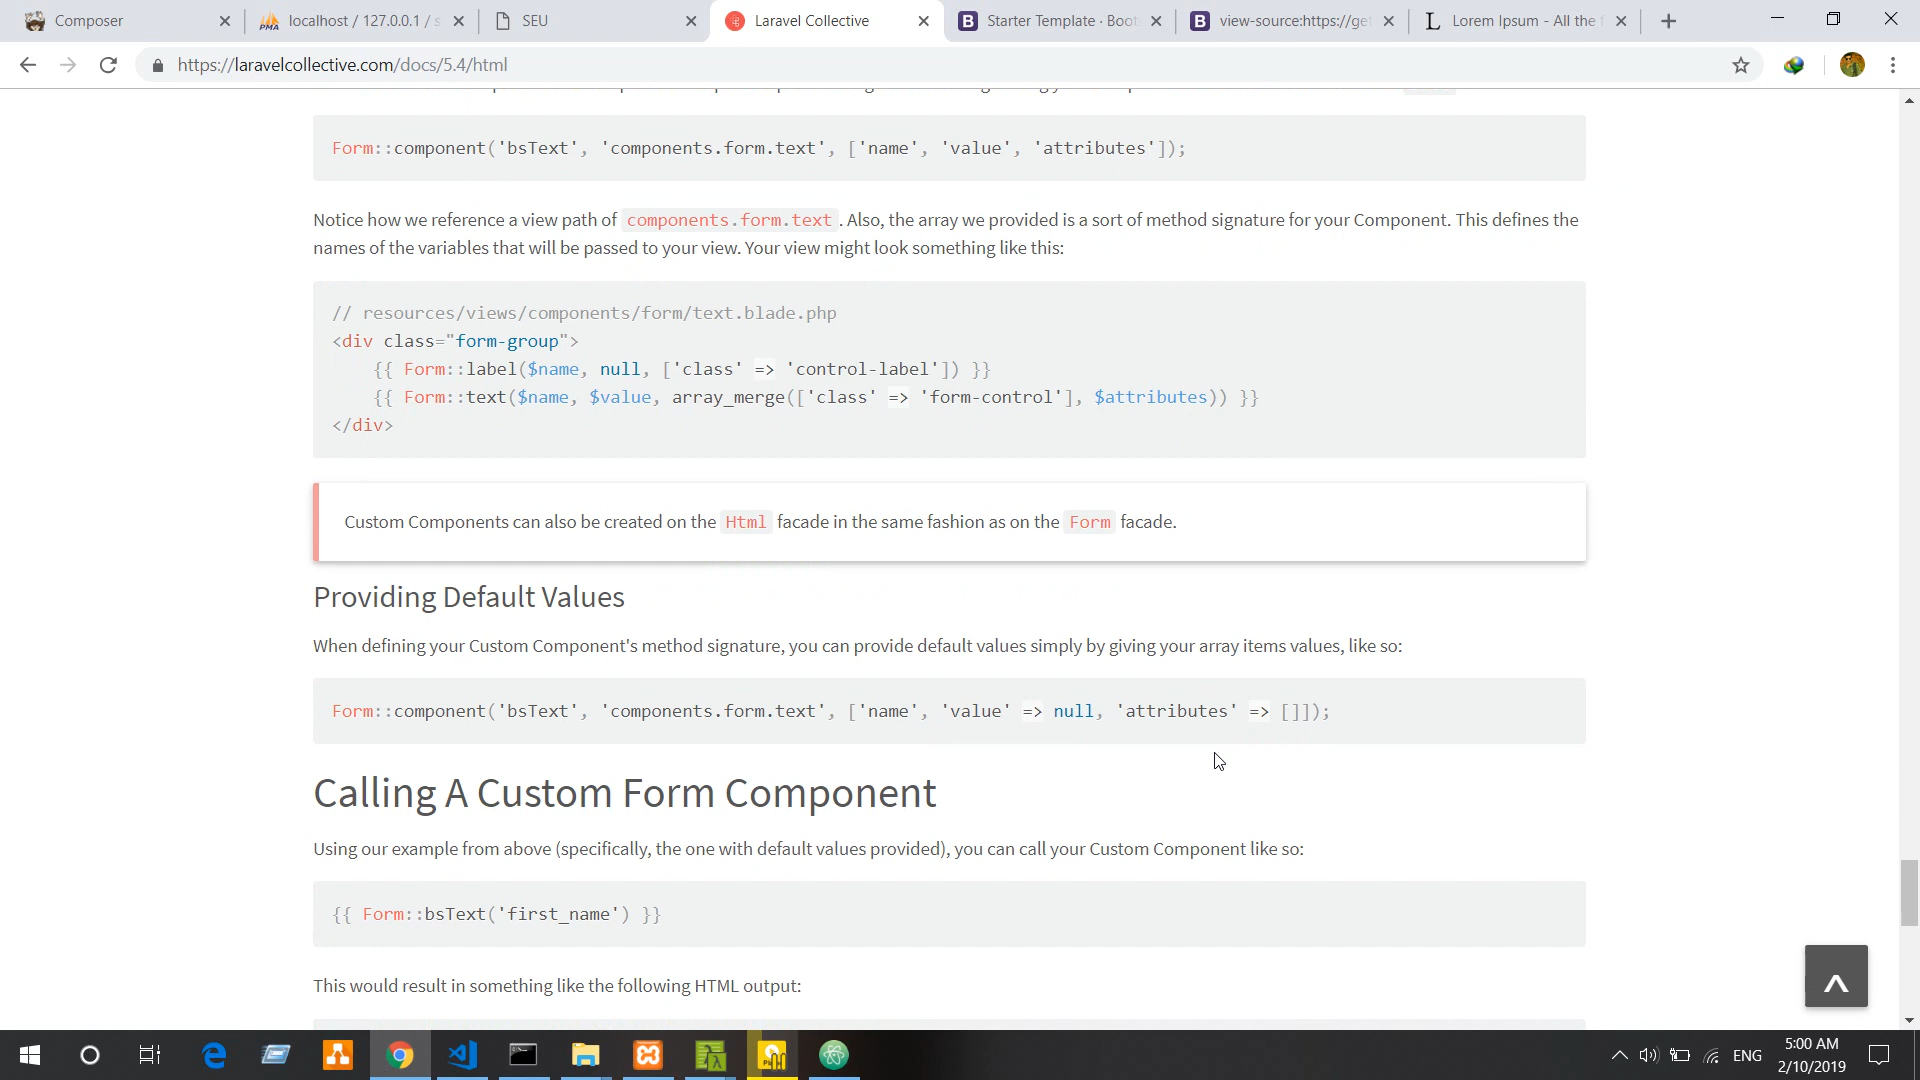 Composer
localhost / 127.0.0.1 / s
SEU
Laravel Collective
Starter Template · Boot
view-source:https://get
Lorem Ipsum - All the f
https://laravelcollective.com/docs/5.4/html
Form::component('bsText', 'components.form.text', ['name', 'value', 'attributes']);
Notice how we reference a view path of components.form.text. Also, the array we provided is a sort of method signature for your Component. This defines the
names of the variables that will be passed to your view. Your view might look something like this:
// resources/views/components/form/text.blade.php
<div class="form-group">
    {{ Form::label($name, null, ['class' => 'control-label']) }}
    {{ Form::text($name, $value, array_merge(['class' => 'form-control'], $attributes)) }}
</div>
Custom Components can also be created on the Html facade in the same fashion as on the Form facade.
Providing Default Values
When defining your Custom Component's method signature, you can provide default values simply by giving your array items values, like so:
Form::component('bsText', 'components.form.text', ['name', 'value' => null, 'attributes' => []]);
Calling A Custom Form Component
Using our example from above (specifically, the one with default values provided), you can call your Custom Component like so:
{{ Form::bsText('first_name') }}
This would result in something like the following HTML output:
ENG
5:00 AM
2/10/2019